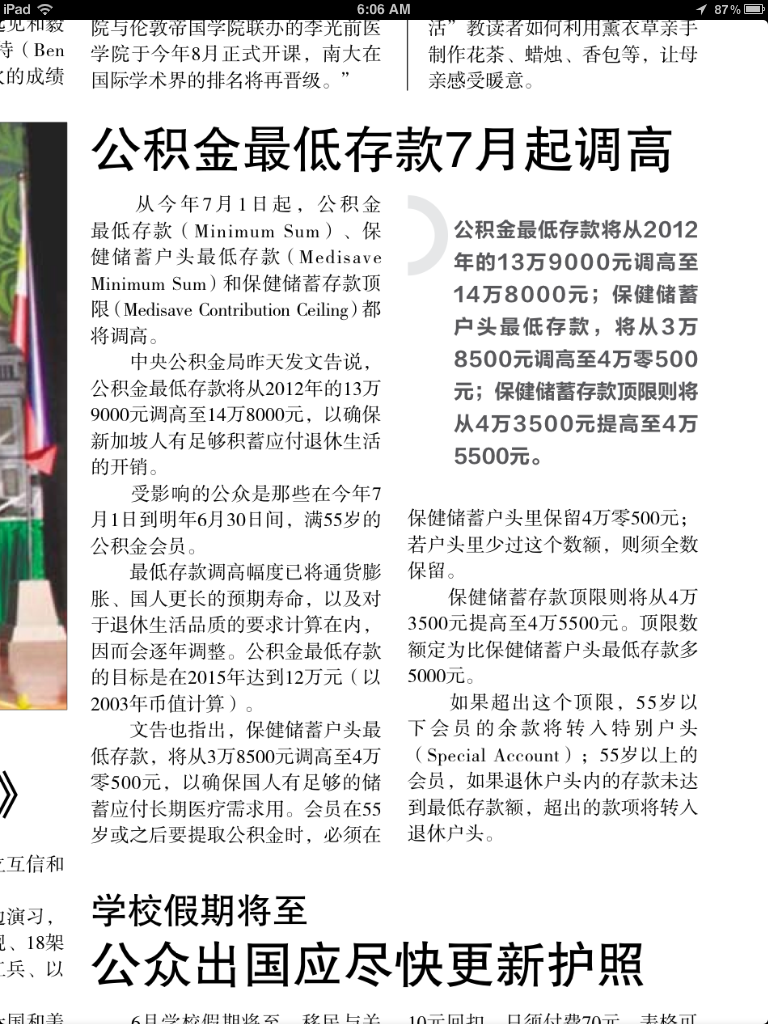 iPad
6:06 AM
87%
待（Ben
的成绩
院与伦敦帝国学院联办的李光前医
学院于今年8月正式开课，南大在
国际学术界的排名将再晋级。”
活”教读者如何利用薰衣草亲手
制作花茶、蜡烛、香包等，让母
亲感受暖意。
公积金最低存款7月起调高
从今年7月1日起，公积金
最低存款（Minimum Sum）、保
健储蓄户头最低存款（Medisave
Minimum Sum）和保健储蓄存款顶
限（Medisave Contribution Ceiling）都
将调高。
中央公积金局昨天发文告说，
公积金最低存款将从2012年的13万
9000元调高至14万8000元，以确保
新加坡人有足够积蓄应付退休生活
的开销。
受影响的公众是那些在今年7
月1日到明年6月30日间，满55岁的
公积金会员。
最低存款调高幅度已将通货膨
胀、国人更长的预期寿命，以及对
于退休生活品质的要求计算在内，
因而会逐年调整。公积金最低存款
的目标是在2015年达到12万元（以
2003年币值计算）。
文告也指出，保健储蓄户头最
低存款，将从3万8500元调高至4万
零500元，以确保国人有足够的储
蓄应付长期医疗需求用。会员在55
岁或之后要提取公积金时，必须在
公积金最低存款将从2012
年的13万9000元调高至
14万8000元；保健储蓄
户头最低存款，将从3万
8500元调高至4万零500
元；保健储蓄存款顶限则将
从4万3500元提高至4万
5500元。
保健储蓄户头里保留4万零500元；
若户头里少过这个数额，则须全数
保留。
保健储蓄存款顶限则将从4万
3500元提高至4万5500元。顶限数
额定为比保健储蓄户头最低存款多
5000元。
如果超出这个顶限，55岁以
下会员的余款将转入特别户头
（Special Account）；55岁以上的
会员，如果退休户头内的存款未达
到最低存款额，超出的款项将转入
退休户头。
》
互信和
演习，
、18架
兵、以
国和美
学校假期将至
公众出国应尽快更新护照
6月学校假期将至，移民与关
10元回扣，只须付费70元，表格可